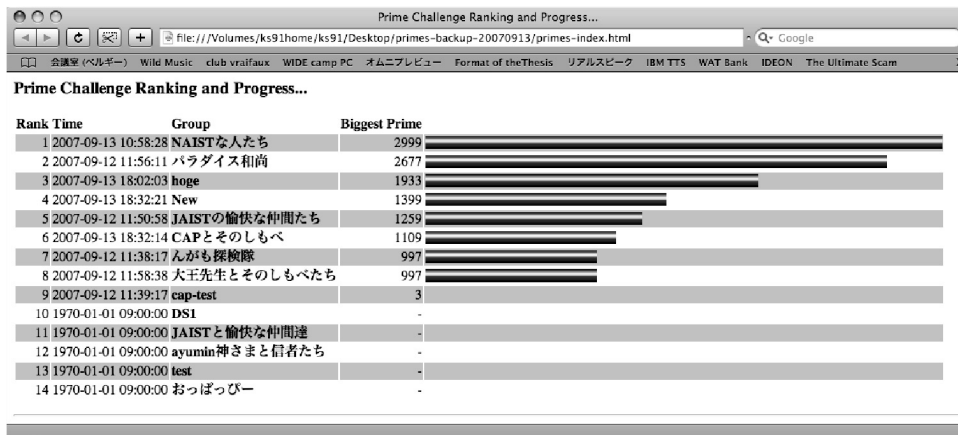 Prime Challenge Ranking and Progress...
file:///Volumes/ks91home/ks91/Desktop/primes-backup-20070913/primes-index.html Google
会議室 (ベルギー) Wild Music club vraifaux WIDE camp PC オムニプレビュー Format of theThesis リアルスピーク IBM TTS WAT Bank IDEON The Ultimate Scam
Prime Challenge Ranking and Progress...
Rank Time Group Biggest Prime
1 2007-09-13 10:58:28 NAISTな人たち 2999
2 2007-09-12 11:56:11 パラダイス和尚 2677
3 2007-09-13 18:02:03 hoge 1933
4 2007-09-13 18:32:21 New 1399
5 2007-09-12 11:50:58 JAISTの愉快な仲間たち 1259
6 2007-09-13 18:32:14 CAPとそのしもべ 1109
7 2007-09-12 11:38:17 んがも探検隊 997
8 2007-09-12 11:58:38 大王先生とそのしもべたち 997
9 2007-09-12 11:39:17 cap-test 3
10 1970-01-01 09:00:00 DS1 -
11 1970-01-01 09:00:00 JAISTと愉快な仲間達 -
12 1970-01-01 09:00:00 ayumin神さまと信者たち -
13 1970-01-01 09:00:00 test -
14 1970-01-01 09:00:00 おっぱっぴー -